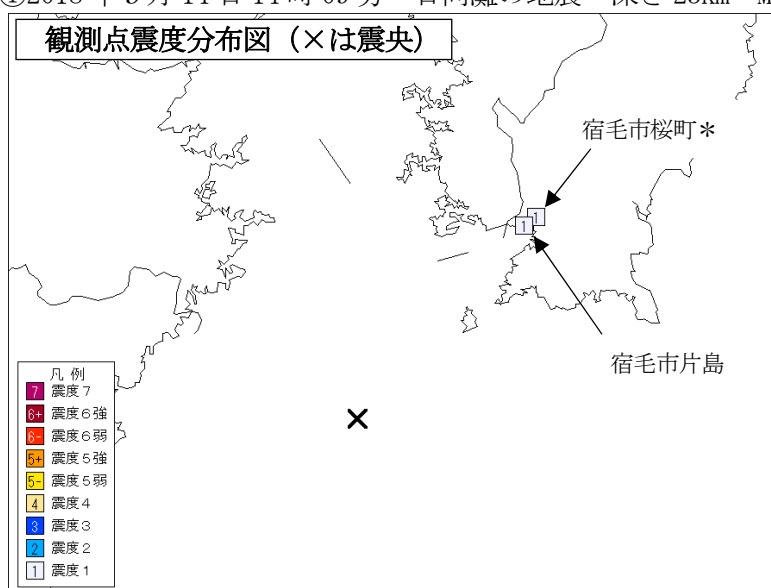 観測点震度分布図（×は震央）
宿毛市桜町＊
1
1
宿毛市片島
凡 例
7 震度７
6+ 震度６強
6- 震度６弱
5+ 震度５強
5- 震度５弱
4 震度４
3 震度３
2 震度２
1 震度１